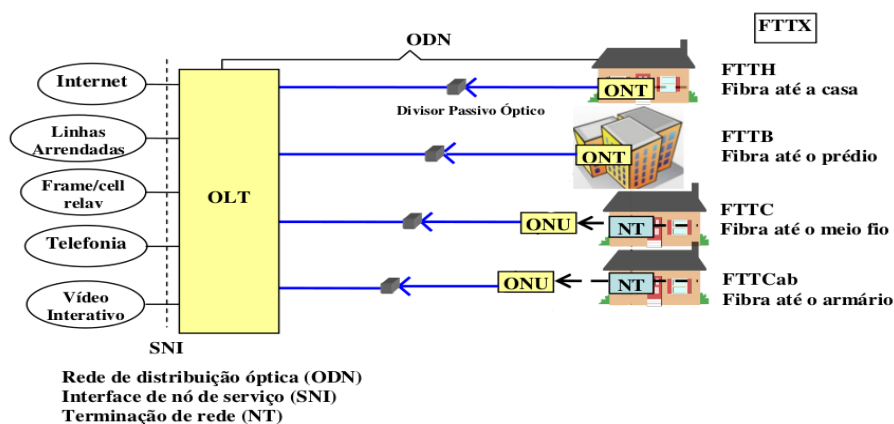 ODN
FTTX
Internet
Linhas
Arrendadas
Frame/cell
relav
Telefonia
Vídeo
Interativo
SNI
OLT
Divisor Passivo Óptico
ONT
FTTH
Fibra até a casa
ONT
FTTB
Fibra até o prédio
ONU
NT
FTTC
Fibra até o meio fio
ONU
NT
FTTCab
Fibra até o armário
Rede de distribuição óptica (ODN)
Interface de nó de serviço (SNI)
Terminação de rede (NT)